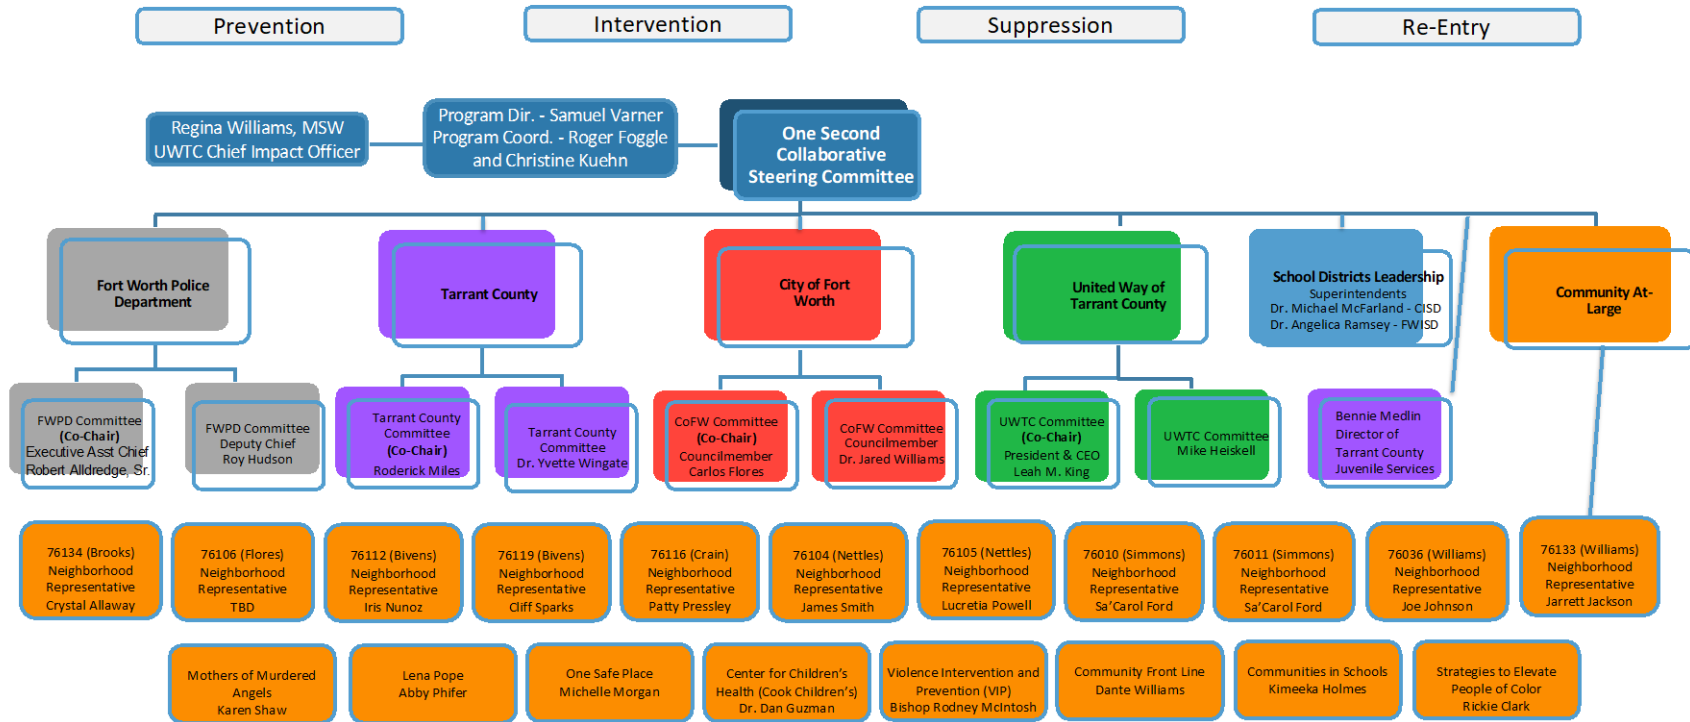 Prevention
Intervention
Suppression
Re-Entry
Regina Williams, MSW
UWTC Chief Impact Officer
Program Dir. - Samuel Varner
Program Coord. - Roger Foggle
and Christine Kuehn
One Second
Collaborative
Steering Committee
Fort Worth Police
Department
Tarrant County
City of Fort
Worth
United Way of
Tarrant County
School Districts Leadership
Superintendents
Dr. Michael McFarland - CISD
Dr. Angelica Ramsey - FWISD
Community At-
Large
FWPD Committee
(Co-Chair)
Executive Asst Chief
Robert Alldredge, Sr.
FWPD Committee
Deputy Chief
Roy Hudson
Tarrant County
Committee
(Co-Chair)
Roderick Miles
Tarrant County
Committee
Dr. Yvette Wingate
CoFW Committee
(Co-Chair)
Councilmember
Carlos Flores
CoFW Committee
Councilmember
Dr. Jared Williams
UWTC Committee
(Co-Chair)
President & CEO
Leah M. King
UWTC Committee
Mike Heiskell
Bennie Medlin
Director of
Tarrant County
Juvenile Services
76134 (Brooks)
Neighborhood
Representative
Crystal Allaway
76106 (Flores)
Neighborhood
Representative
TBD
76112 (Bivens)
Neighborhood
Representative
Iris Nunoz
76119 (Bivens)
Neighborhood
Representative
Cliff Sparks
76116 (Crain)
Neighborhood
Representative
Patty Pressley
76104 (Nettles)
Neighborhood
Representative
James Smith
76105 (Nettles)
Neighborhood
Representative
Lucretia Powell
76010 (Simmons)
Neighborhood
Representative
Sa'Carol Ford
76011 (Simmons)
Neighborhood
Representative
Sa'Carol Ford
76036 (Williams)
Neighborhood
Representative
Joe Johnson
76133 (Williams)
Neighborhood
Representative
Jarrett Jackson
Mothers of Murdered
Angels
Karen Shaw
Lena Pope
Abby Phifer
One Safe Place
Michelle Morgan
Center for Children's
Health (Cook Children's)
Dr. Dan Guzman
Violence Intervention and
Prevention (VIP)
Bishop Rodney McIntosh
Community Front Line
Dante Williams
Communities in Schools
Kimeeka Holmes
Strategies to Elevate
People of Color
Rickie Clark